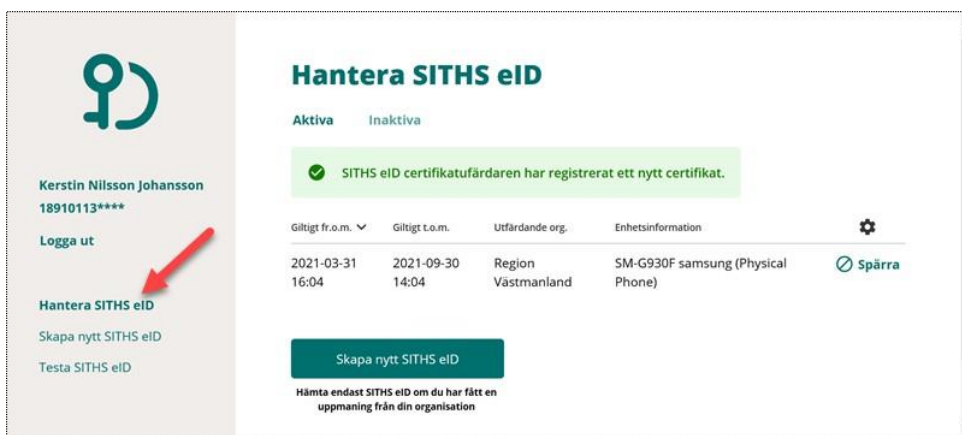 Kerstin Nilsson Johansson
18910113****
Logga ut
Hantera SITHS eID
Skapa nytt SITHS eID
Testa SITHS eID
Hantera SITHS eID
Aktiva Inaktiva
SITHS eID certifikatufärdaren har registrerat ett nytt certifikat.
Giltigt fr.o.m. Giltigt t.o.m. Utfärdande org. Enhetsinformation
2021-03-31 2021-09-30 Region SM-G930F samsung (Physical Spärra
16:04 14:04 Västmanland Phone)
Skapa nytt SITHS eID
Hämta endast SITHS eID om du har fått en
uppmaning från din organisation